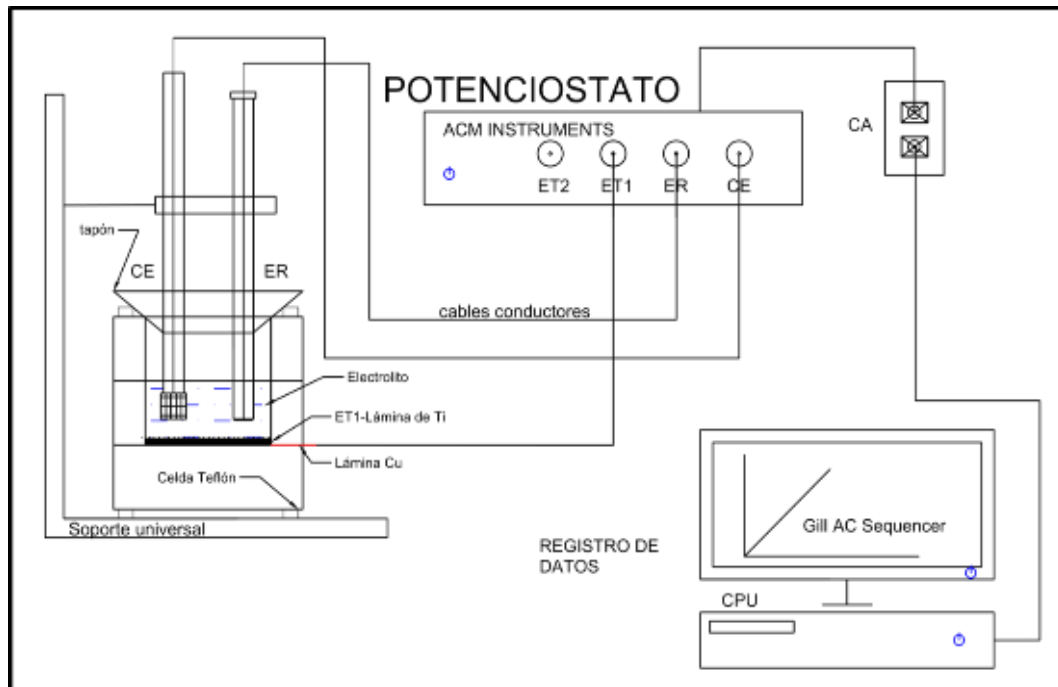 POTENCIOSTATO
ACM INSTRUMENTS
ET2 ET1 ER CE
CA
tapón
CE
ER
cables conductores
Electrolito
ET1-Lámina de Ti
Lámina Cu
Celda Teflón
Soporte universal
REGISTRO DE
DATOS
Gill AC Sequencer
CPU